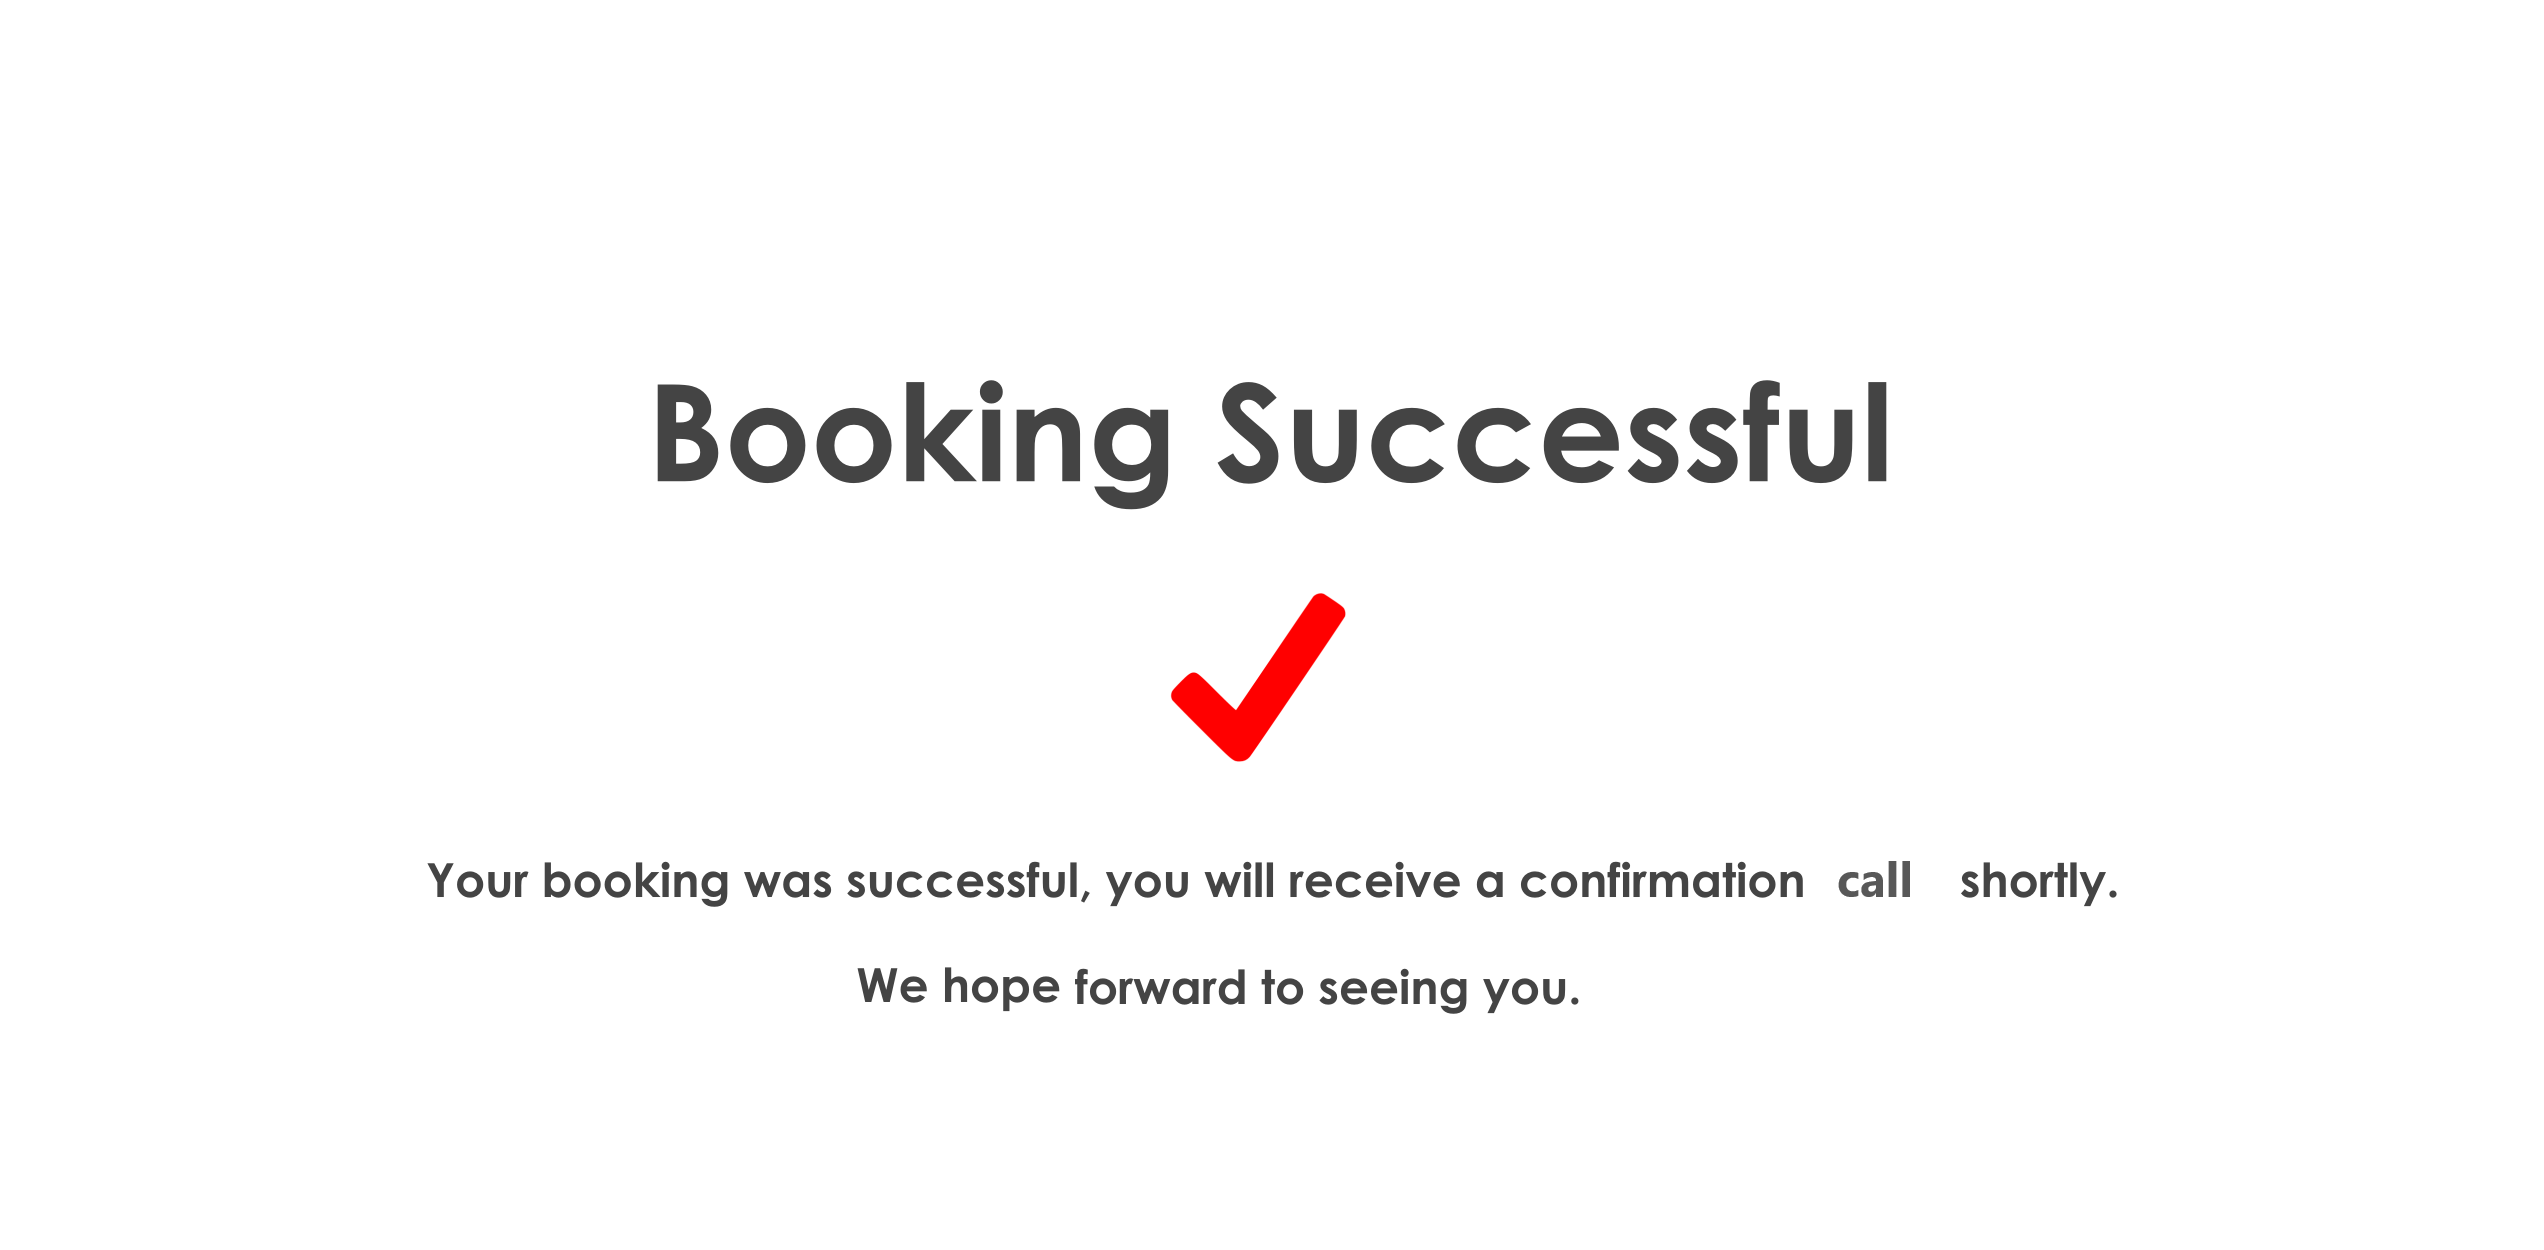 Booking Successful
Your booking was successful, you will receive a confirmation call shortly.
We hope forward to seeing you.